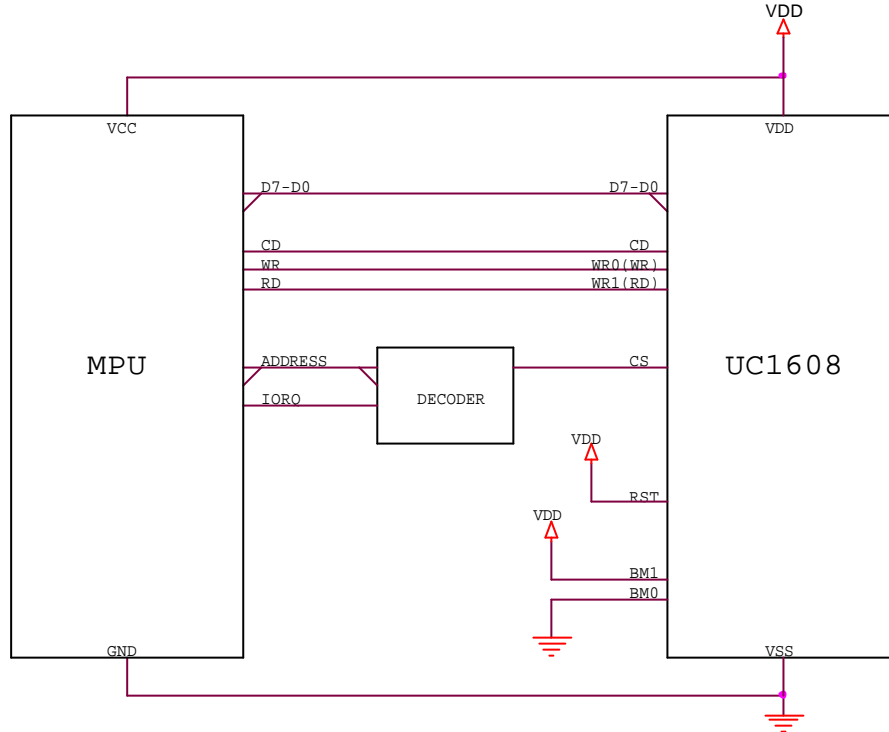 VDD
VCC VDD
D7-D0 D7-D0
CD CD
WR WR0(WR)
RD WR1(RD)
ADDRESS CS
MPU UC1608
IORQ DECODER
VDD
RST
VDD
BM1
BM0
GND VSS